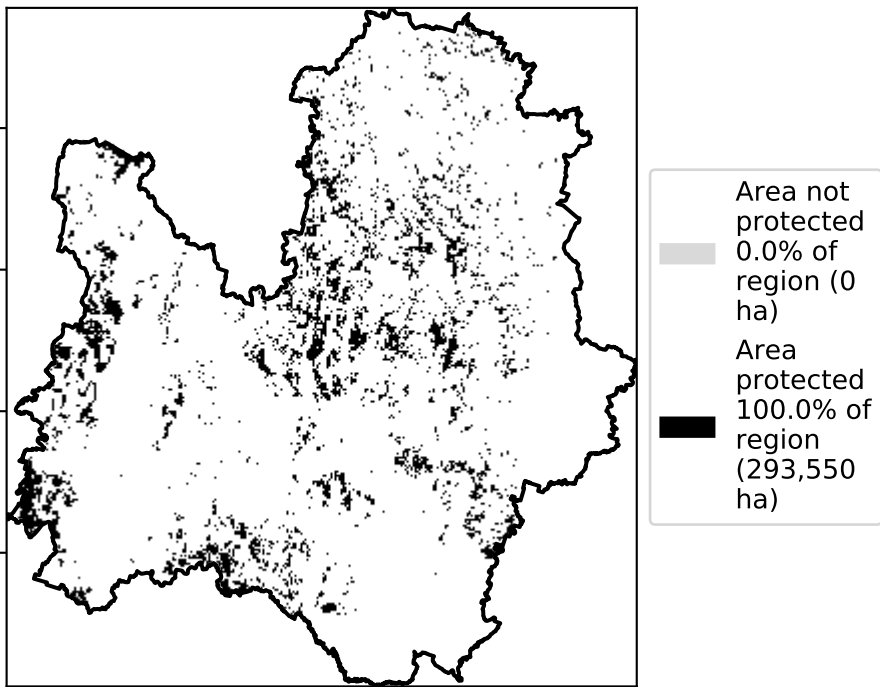 Area not
protected
0.0% of
region (0
ha)
Area
protected
100.0% of
region
(293,550
ha)